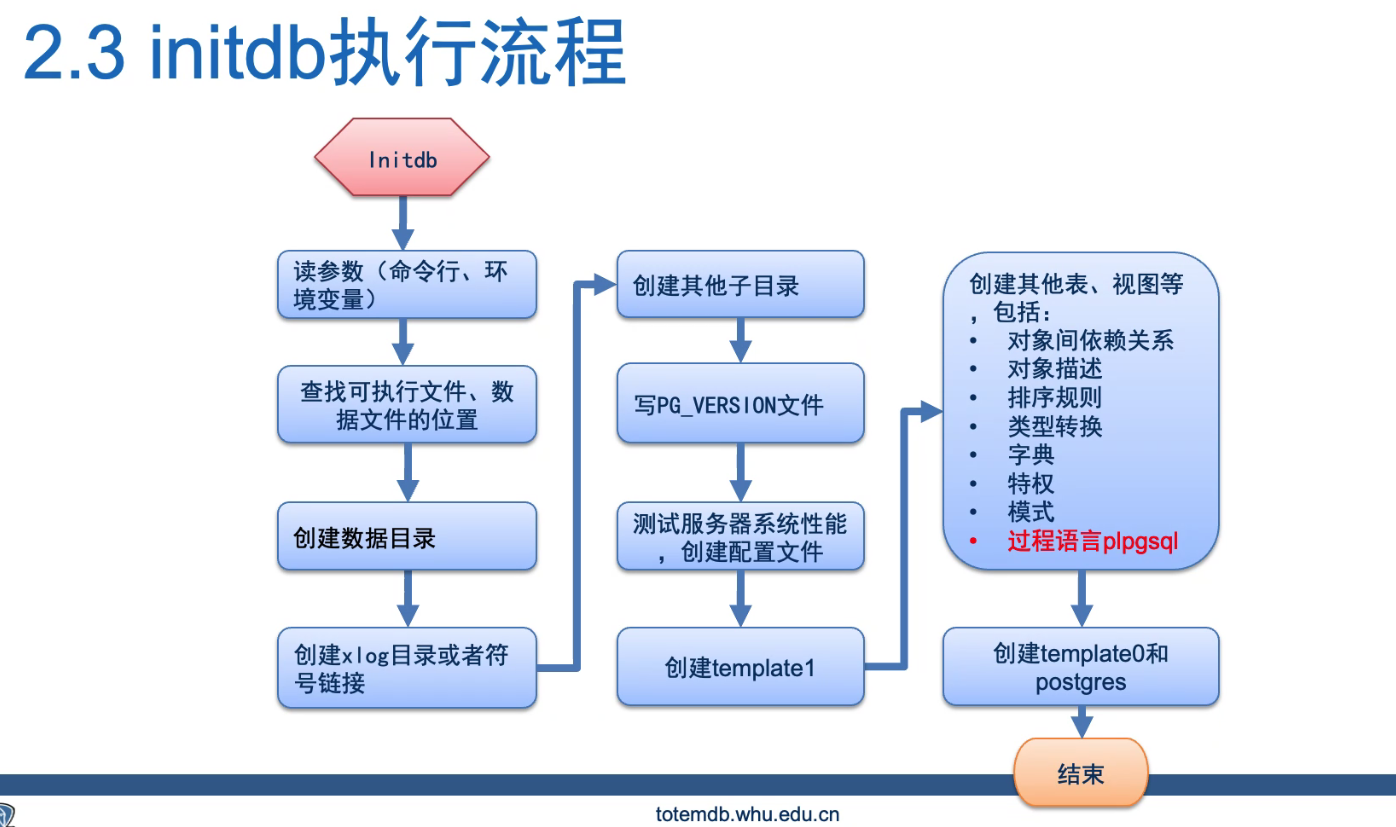 2.3 initdb执行流程
Initdb
读参数（命令行、环
境变量）
查找可执行文件、数
据文件的位置
创建数据目录
创建xlog目录或者符
号链接
创建其他子目录
写PG_VERSION文件
测试服务器系统性能
，创建配置文件
创建template1
创建其他表、视图等
，包括：
• 对象间依赖关系
• 对象描述
• 排序规则
• 类型转换
• 字典
• 特权
• 模式
• 过程语言plpgsql
创建template0和
postgres
结束
totemdb.whu.edu.cn